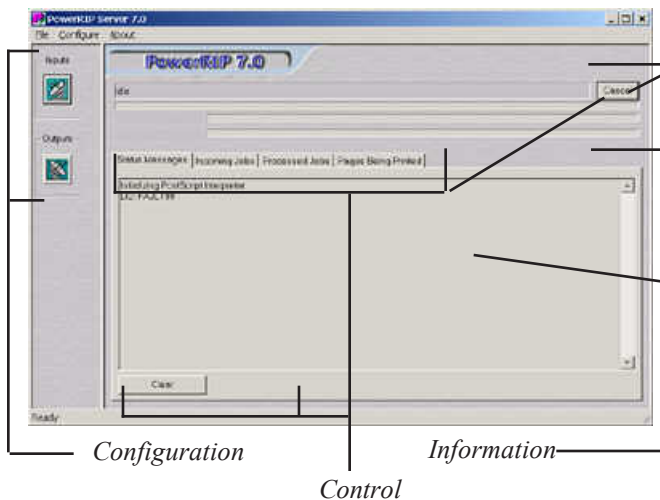 PowerRIP Server 7.0
File Configure About
Inputs
PowerRIP 7.0
Idle
Cancel
Outputs
Status Messages Incoming Jobs Processed Jobs Pages Being Printed
Initializing PostScript Interpreter
Clear
Ready
Configuration
Information
Control